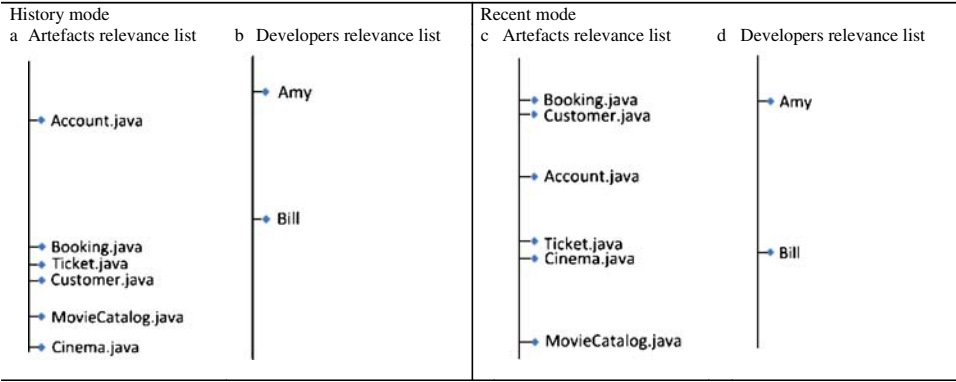 History mode
a Artefacts relevance list
b Developers relevance list
Account.java
Booking.java
Ticket.java
Customer.java
MovieCatalog.java
Cinema.java
Amy
Bill
Recent mode
c Artefacts relevance list
d Developers relevance list
Booking.java
Customer.java
Account.java
Ticket.java
Cinema.java
MovieCatalog.java
Amy
Bill